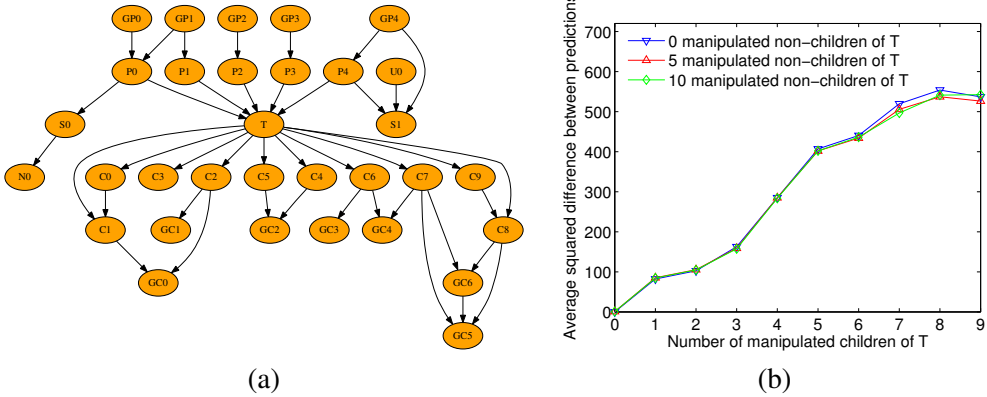 GP0 GP1 GP2 GP3 GP4
P0 P1 P2 P3 P4 U0
S0 T S1
N0 C0 C3 C2 C5 C4 C6 C7 C9
C1 GC1 GC2 GC3 GC4 C8
GC0 GC6
GC5
(a)
Average squared difference between predictions
700
600
500
400
300
200
100
0
0 manipulated non−children of T
5 manipulated non−children of T
10 manipulated non−children of T
0 1 2 3 4 5 6 7 8 9
Number of manipulated children of T
(b)